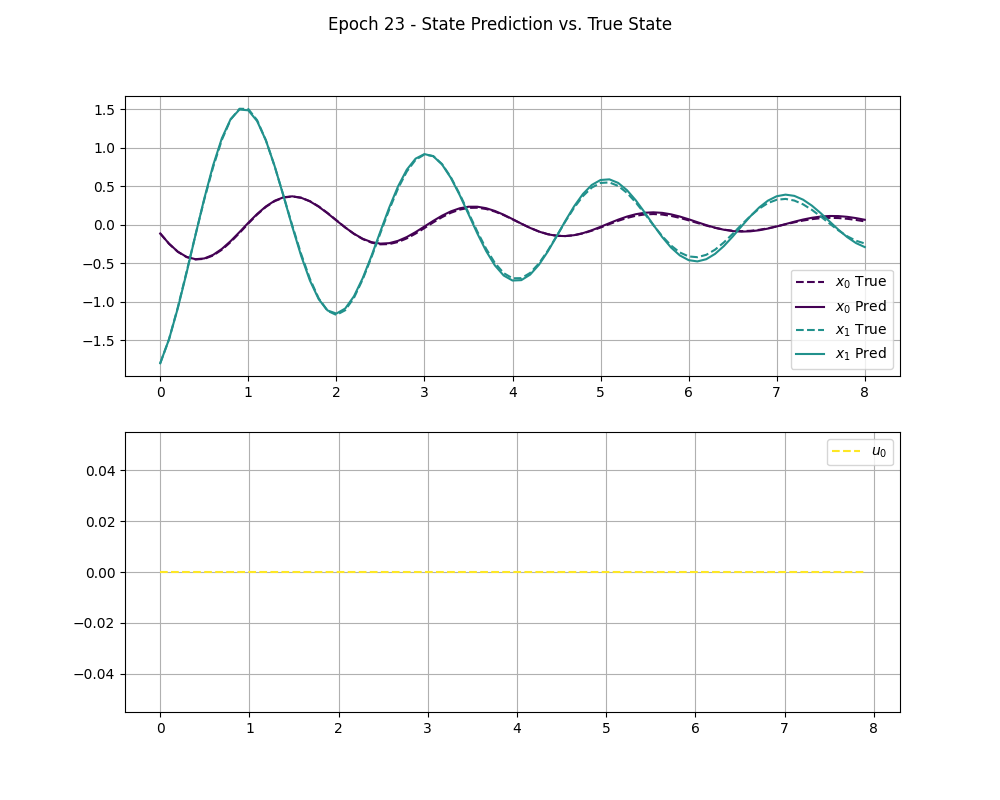 Epoch 23 - State Prediction vs. True State
1.5
1.0
0.5
0.0
−0.5
−1.0
−1.5
x₀ True
x₀ Pred
x₁ True
x₁ Pred
0 1 2 3 4 5 6 7 8
0.04
0.02
0.00
−0.02
−0.04
u₀
0 1 2 3 4 5 6 7 8